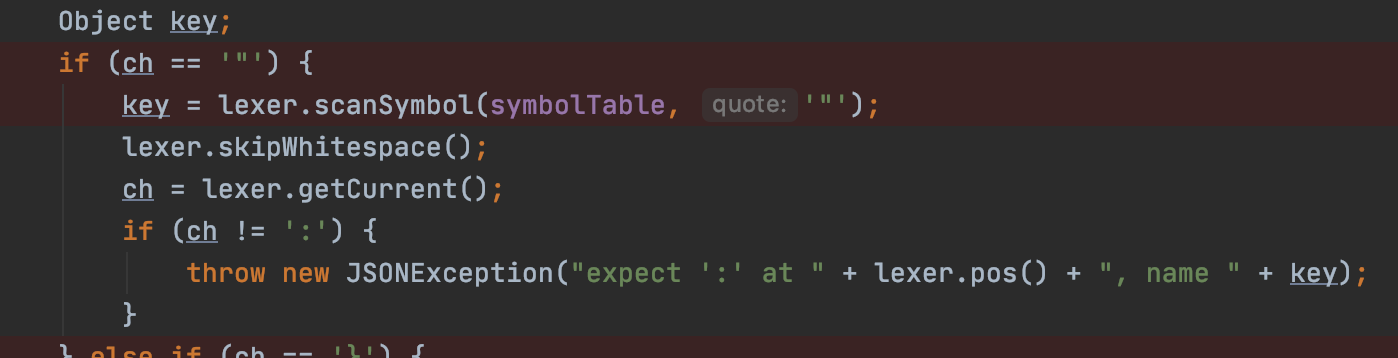 Object key;
if (ch == '"') {
key = lexer.scanSymbol(symbolTable, quote: '"');
lexer.skipWhitespace();
ch = lexer.getCurrent();
if (ch != ':') {
throw new JSONException("expect ':' at " + lexer.pos() + ", name " + key);
}
} else if (ch == '}') {